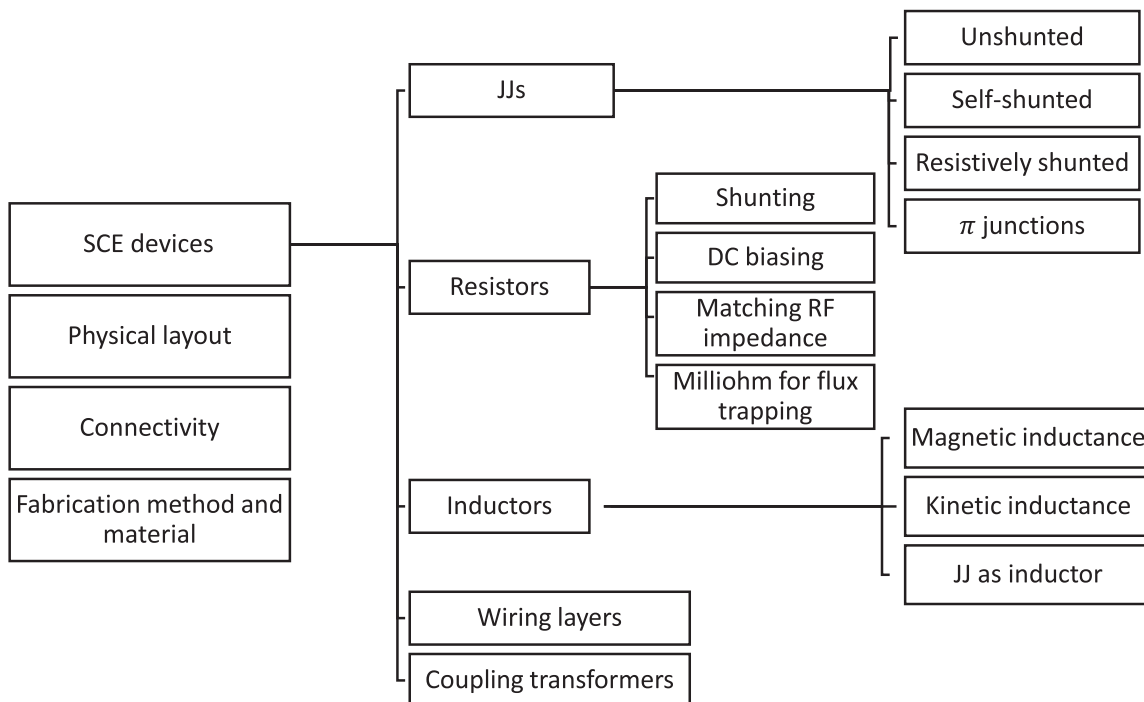 SCE devices
Physical layout
Connectivity
Fabrication method and
material
JJs
Resistors
Inductors
Wiring layers
Coupling transformers
Unshunted
Self-shunted
Resistively shunted
π junctions
Shunting
DC biasing
Matching RF
impedance
Milliohm for flux
trapping
Magnetic inductance
Kinetic inductance
JJ as inductor